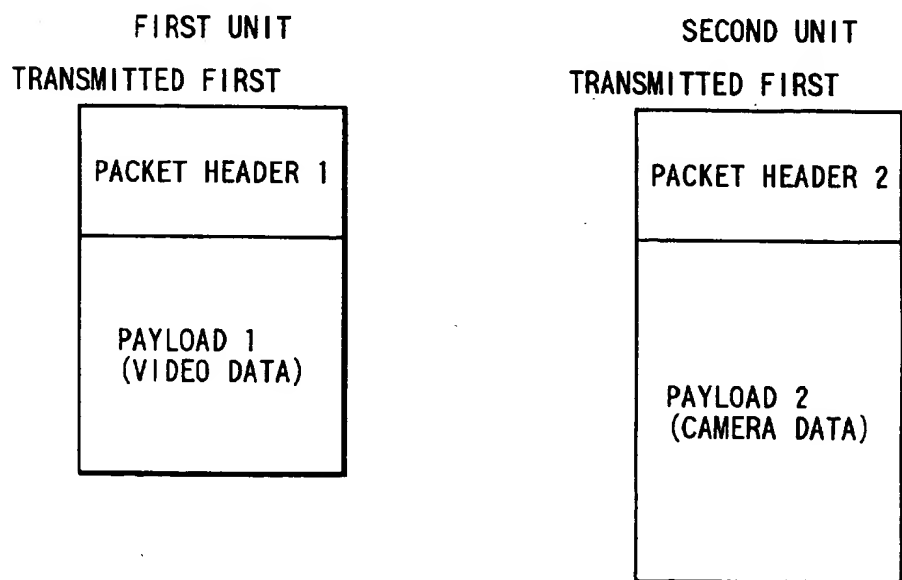 FIRST UNIT
TRANSMITTED FIRST
PACKET HEADER 1
PAYLOAD 1
(VIDEO DATA)
SECOND UNIT
TRANSMITTED FIRST
PACKET HEADER 2
PAYLOAD 2
(CAMERA DATA)